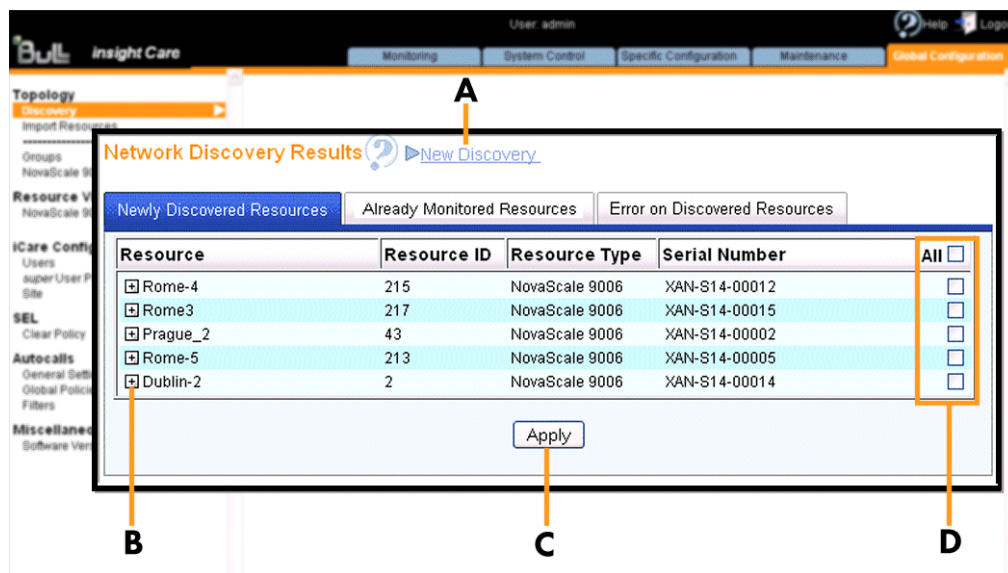 User: admin
Help
Logo
Bull
insight Care
Monitoring
System Control
Specific Configuration
Maintenance
Global Configuration
Topology
Discovery
Import Resources
Groups
NovaScale 90
Resource V
NovaScale 90
iCare Config
Users
super User P
Site
SEL
Clear Policy
Autocalls
General Setti
Global Policie
Filters
Miscellaneo
Software Ver
A
Network Discovery Results ? New Discovery
Newly Discovered Resources
Already Monitored Resources
Error on Discovered Resources
Resource Resource ID Resource Type Serial Number All
Rome-4 215 NovaScale 9006 XAN-S14-00012
Rome3 217 NovaScale 9006 XAN-S14-00015
Prague_2 43 NovaScale 9006 XAN-S14-00002
Rome-5 213 NovaScale 9006 XAN-S14-00005
Dublin-2 2 NovaScale 9006 XAN-S14-00014
Apply
B
C
D